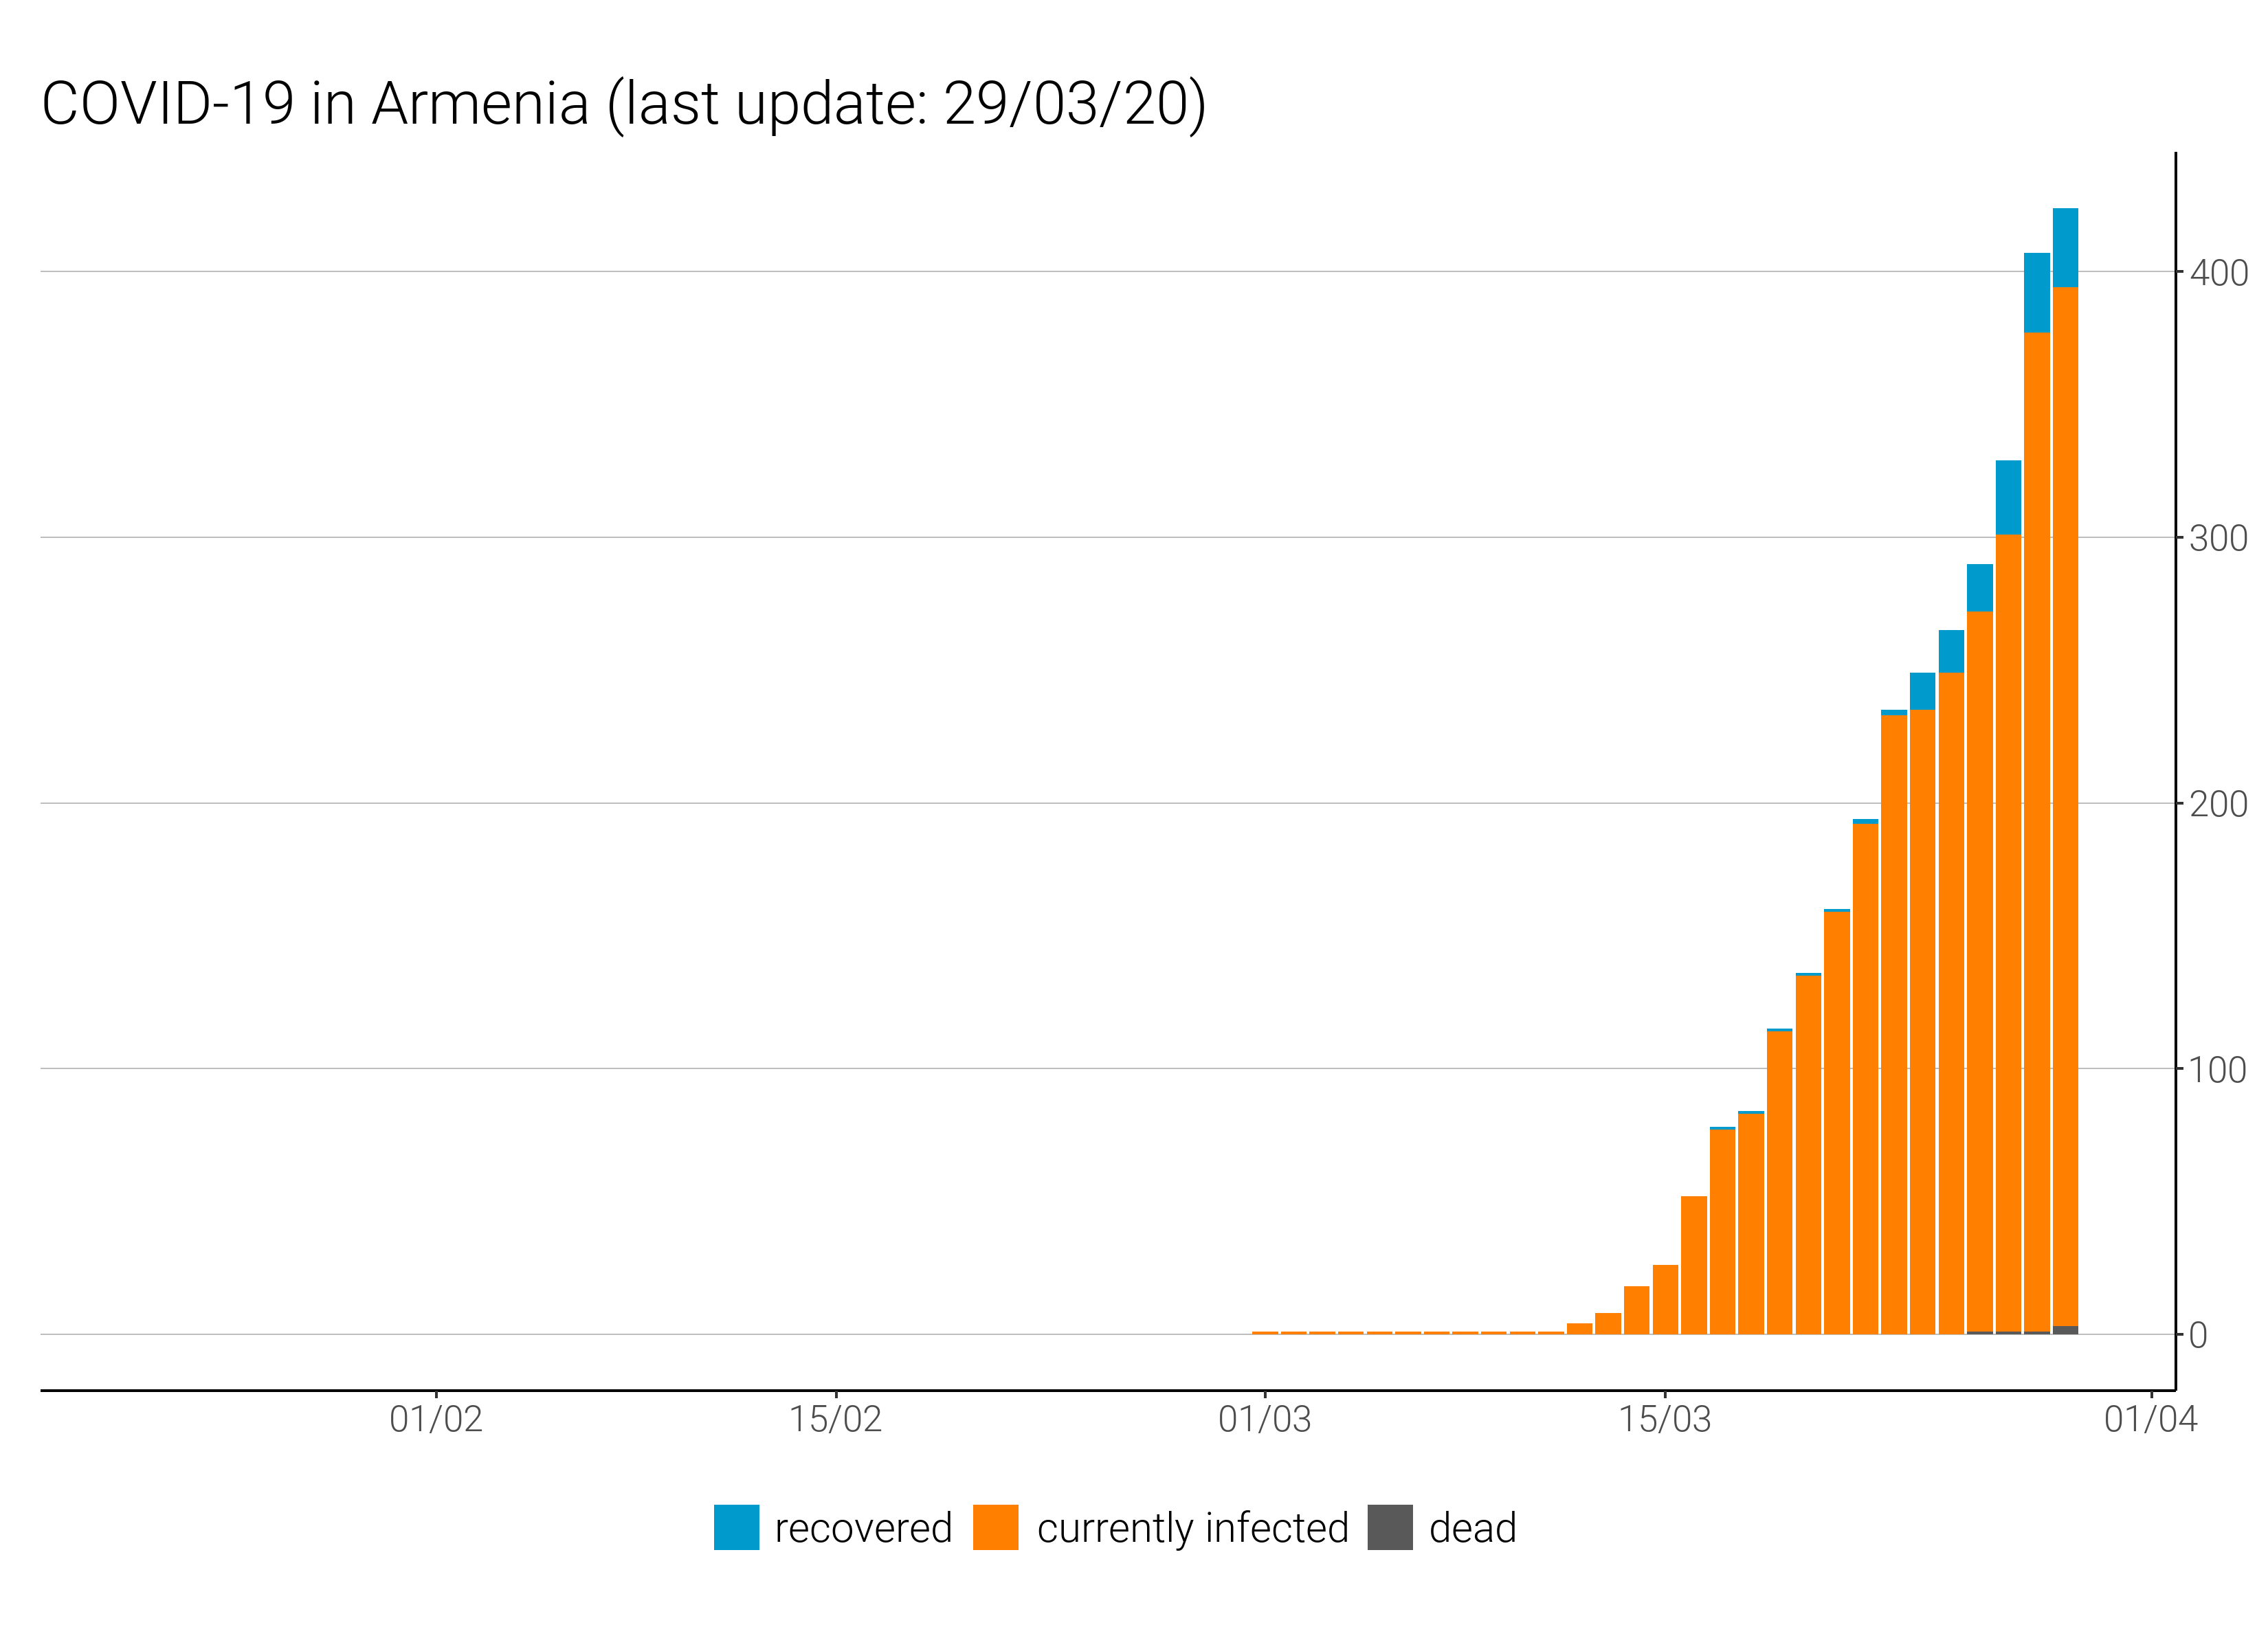 COVID-19 in Armenia (last update: 29/03/20)
400
300
200
100
0
01/02 15/02 01/03 15/03 01/04
recovered currently infected dead